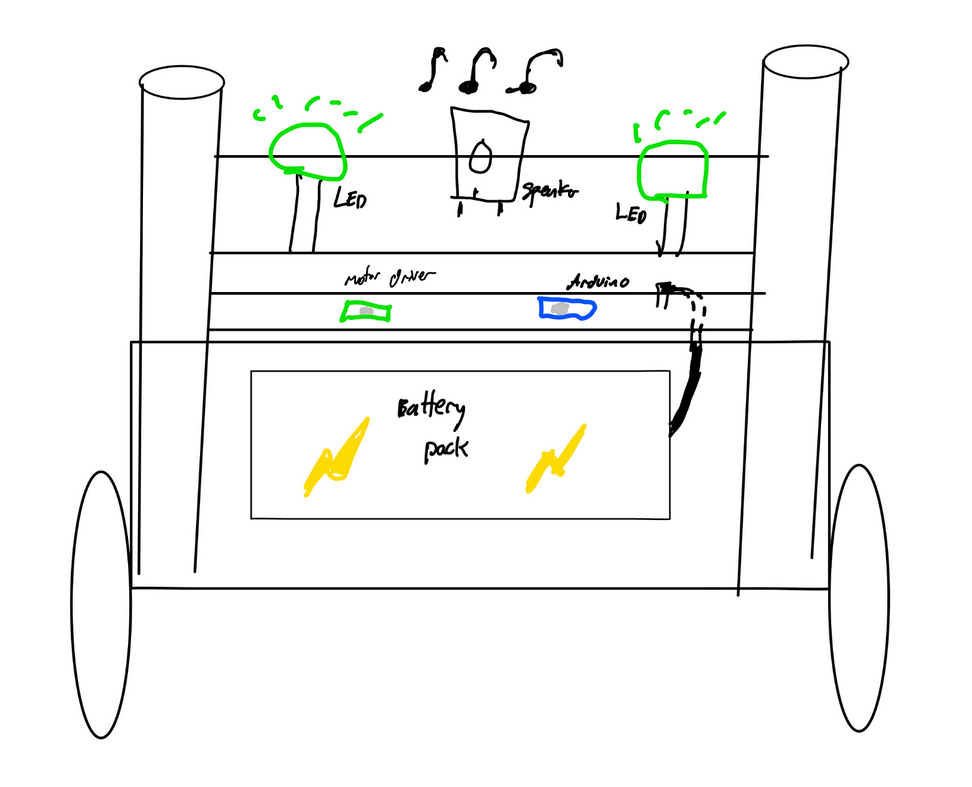 LED
Speaker
LED
Motor driver
Arduino
Battery
pack